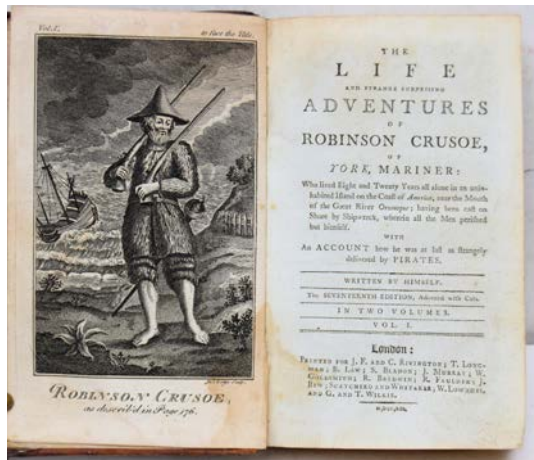 Vol. I.
to face the Title.
ROBINSON CRUSOE,
as describ'd in Page 176.
THE
LIFE
AND STRANGE SURPRISING
ADVENTURES
OF
ROBINSON CRUSOE,
OF
YORK, MARINER:
Who lived Eight and Twenty Years all alone in an unin-
habited Island on the Coast of America, near the Mouth
of the Great River Oroonoque; having been cast on
Shore by Shipwreck, wherein all the Men perished
but himself.
WITH
An ACCOUNT how he was at last as strangely
delivered by PIRATES.
WRITTEN BY HIMSELF.
The SEVENTEENTH EDITION, Adorned with Cuts.
IN TWO VOLUMES.
VOL. I.
London:
PRINTED FOR J. F. AND C. RIVINGTON; T. LONG-
MAN; B. LAW; S. BLADON; J. MURRAY; W.
GOLDSMITH; R. BALDWIN; R. FAULDER; J.
BEW; SCATCHERD AND WHITAKER; W. LOWNDES,
AND G. AND T. WILKIE.